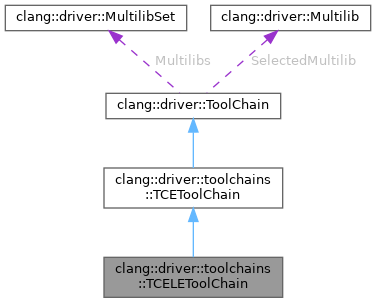 clang::driver::MultilibSet
clang::driver::Multilib
Multilibs
SelectedMultilib
clang::driver::ToolChain
clang::driver::toolchains
::TCEToolChain
clang::driver::toolchains
::TCELEToolChain